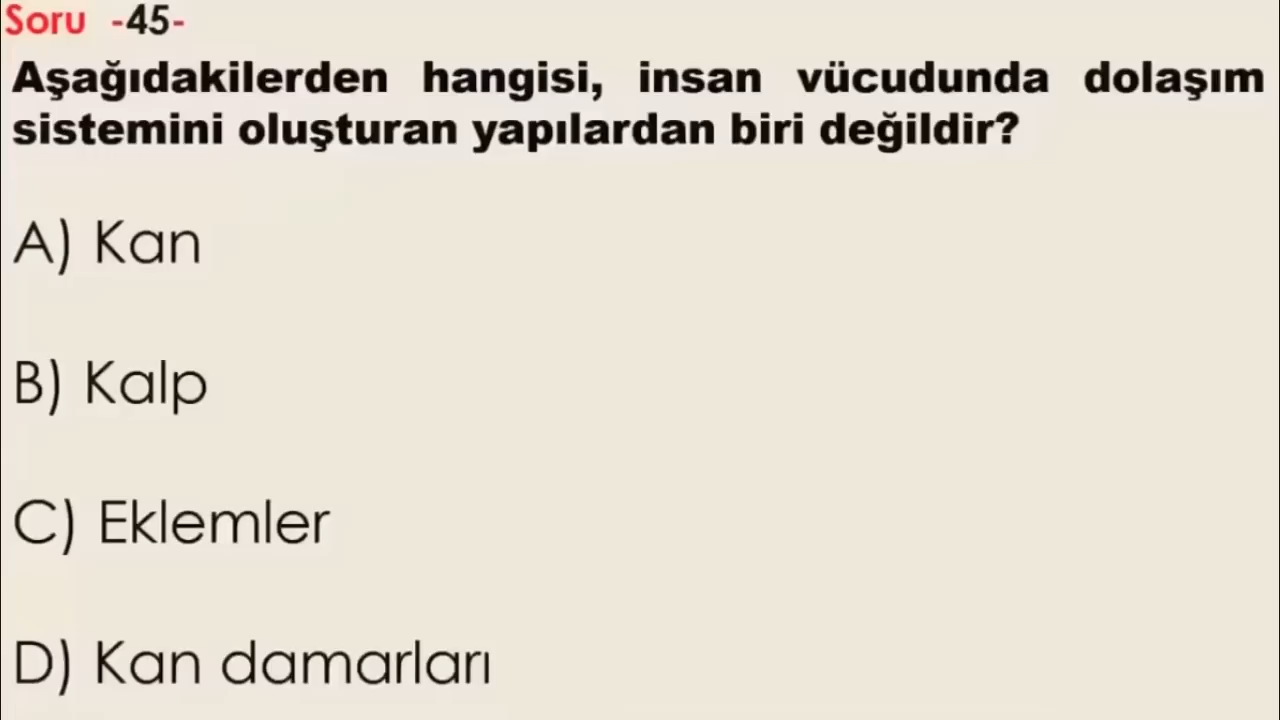 Soru -45-
Aşağıdakilerden hangisi, insan vücudunda dolaşım
sistemini oluşturan yapılardan biri değildir?
A) Kan
B) Kalp
C) Eklemler
D) Kan damarları